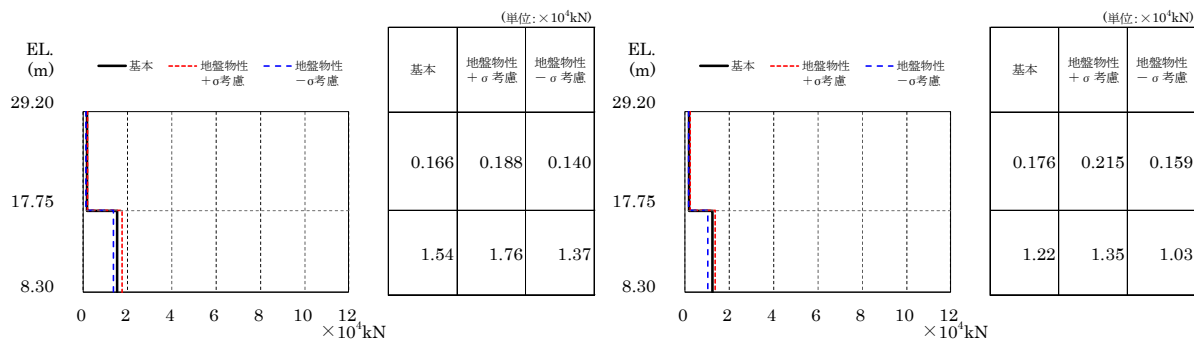 (単位: ×10⁴kN)
EL.
(m)
基本
地盤物性
+σ考慮
地盤物性
−σ考慮
基本
地盤物性
+σ考慮
地盤物性
−σ考慮
29.20
0.166 0.188 0.140
17.75
1.54 1.76 1.37
8.30
0 2 4 6 8 10 12
×10⁴kN
(単位: ×10⁴kN)
EL.
(m)
基本
地盤物性
+σ考慮
地盤物性
−σ考慮
基本
地盤物性
+σ考慮
地盤物性
−σ考慮
29.20
0.176 0.215 0.159
17.75
1.22 1.35 1.03
8.30
0 2 4 6 8 10 12
×10⁴kN